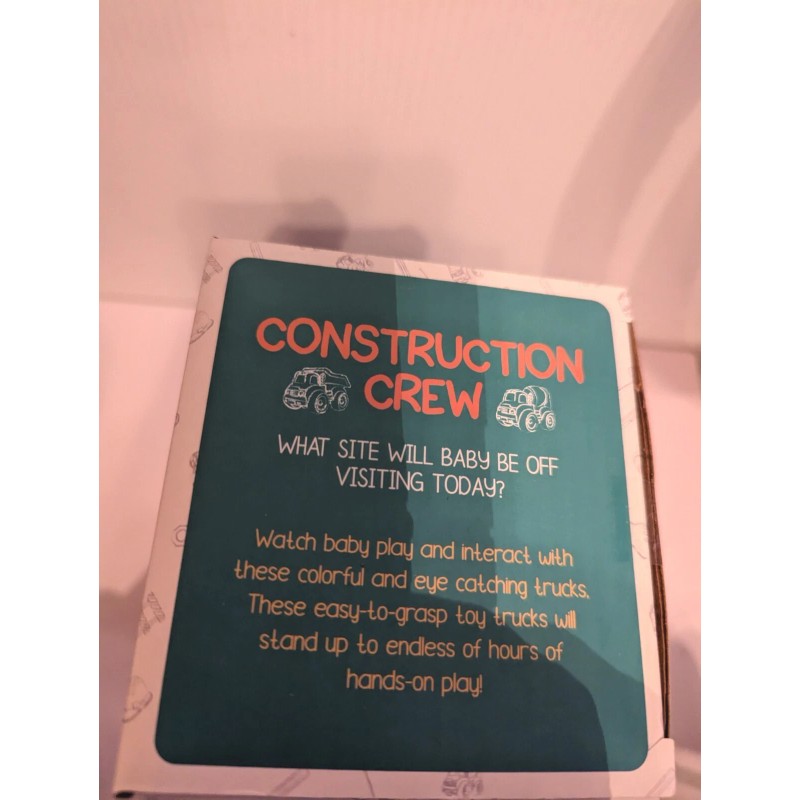 CONSTRUCTION
CREW
WHAT SITE WILL BABY BE OFF
VISITING TODAY?
Watch baby play and interact with
these colorful and eye catching trucks.
These easy-to-grasp toy trucks will
stand up to endless of hours of
hands-on play!